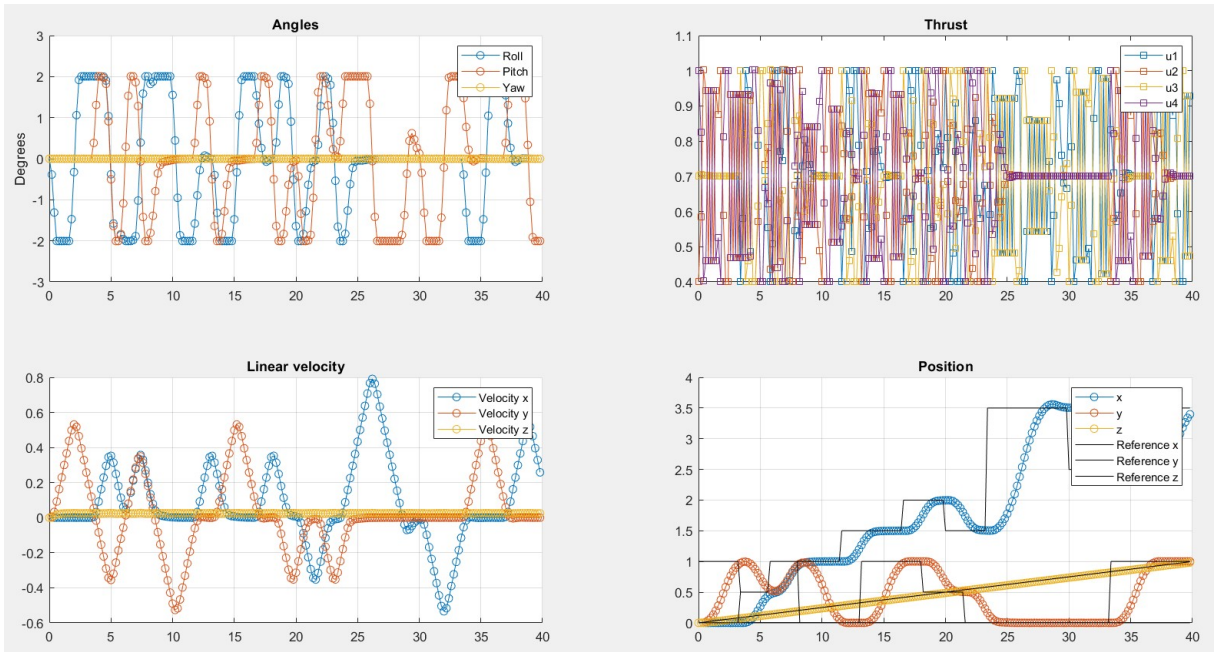 Angles
3
2
1
0
-1
-2
-3
Degrees
0 5 10 15 20 25 30 35 40
Roll
Pitch
Yaw
Thrust
1.1
1
0.9
0.8
0.7
0.6
0.5
0.4
0 5 10 15 20 25 30 35 40
u1
u2
u3
u4
Linear velocity
0.8
0.6
0.4
0.2
0
-0.2
-0.4
-0.6
0 5 10 15 20 25 30 35 40
Velocity x
Velocity y
Velocity z
Position
4
3.5
3
2.5
2
1.5
1
0.5
0
0 5 10 15 20 25 30 35 40
x
y
z
Reference x
Reference y
Reference z